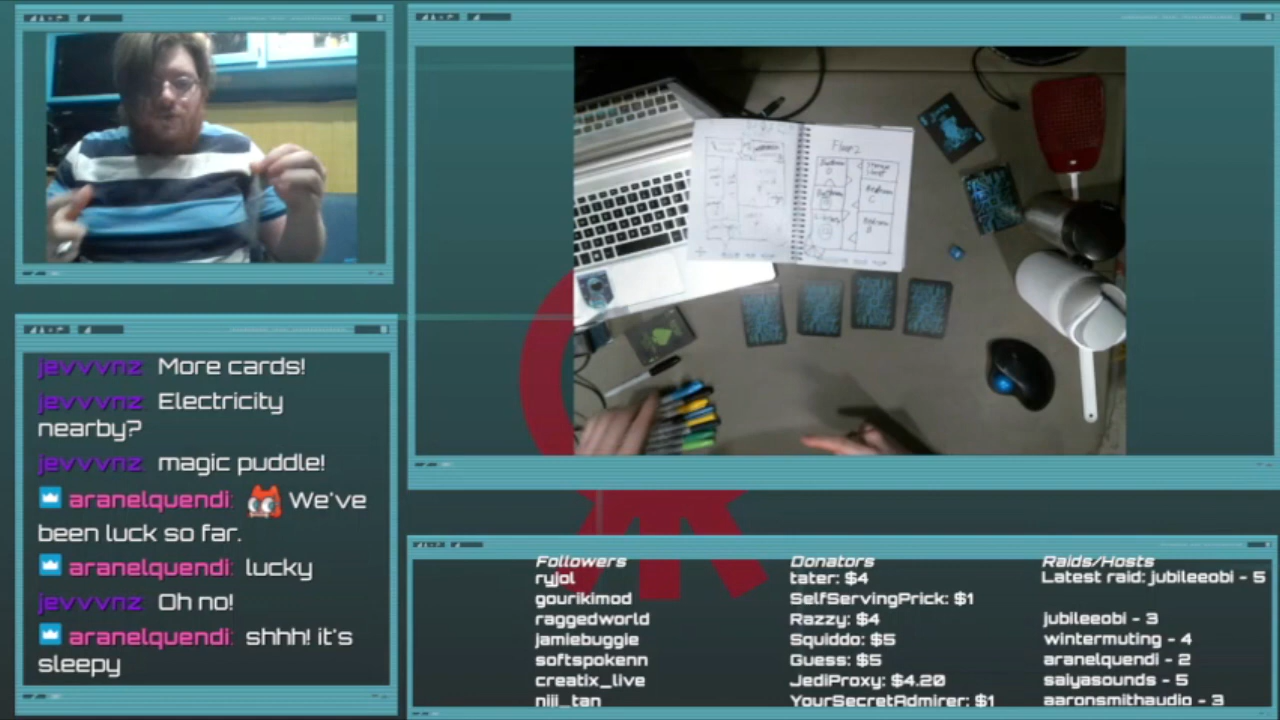 jevvvnz More cards!
jevvvnz Electricity
nearby?
jevvvnz magic puddle!
aranelquendi: We've
been luck so far.
aranelquendi: lucky
jevvvnz Oh no!
aranelquendi: shhh! it's
sleepy
Floor 2
Followers
ryjol
gourikimod
raggedworld
jamiebuggie
softspokenn
creatix_live
niji_tan
Donators
tater: $4
SelfServingPrick: $1
Razzy: $4
Squiddo: $5
Guess: $5
JediProxy: $4.20
YourSecretAdmirer: $1
Raids/Hosts
Latest raid: jubileeobi - 5
jubileeobi - 3
wintermuting - 4
aranelquendi - 2
saiyasounds - 5
aaronsmithaudio - 3